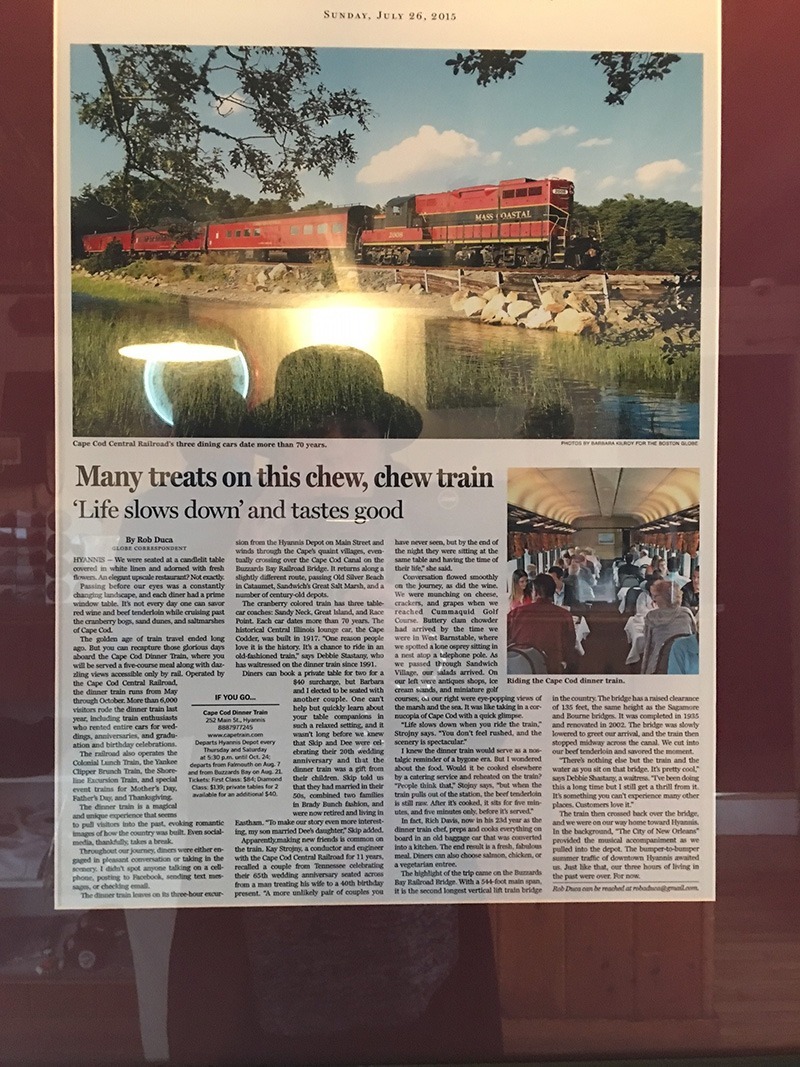 SUNDAY, JULY 26, 2015
MASS COASTAL
2008
Cape Cod Central Railroad's three dining cars date more than 70 years.
PHOTOS BY BARBARA KILROY FOR THE BOSTON GLOBE
Many treats on this chew, chew train
'Life slows down' and tastes good
By Rob Duca
GLOBE CORRESPONDENT
HYANNIS — We were seated at a candlelit table
covered in white linen and adorned with fresh
flowers. An elegant upscale restaurant? Not exactly.
Passing before our eyes was a constantly
changing landscape, and each diner had a prime
window table. It's not every day one can savor
red wine and beef tenderloin while cruising past
the cranberry bogs, sand dunes, and saltmarshes
of Cape Cod.
The golden age of train travel ended long
ago. But you can recapture those glorious days
aboard the Cape Cod Dinner Train, where you
will be served a five-course meal along with daz-
zling views accessible only by rail. Operated by
the Cape Cod Central Railroad,
the dinner train runs from May
through October. More than 6,000
visitors rode the dinner train last
year, including train enthusiasts
who rented entire cars for wed-
dings, anniversaries, and gradu-
ation and birthday celebrations.
The railroad also operates the
Colonial Lunch Train, the Yankee
Clipper Brunch Train, the Shore-
line Excursion Train, and special
event trains for Mother's Day,
Father's Day, and Thanksgiving.
The dinner train is a magical
and unique experience that seems
to pull visitors into the past, evoking romantic
images of how the country was built. Even social-
media, thankfully, takes a break.
Throughout our journey, diners were either en-
gaged in pleasant conversation or taking in the
scenery. I didn't spot anyone talking on a cell-
phone, posting to Facebook, sending text mes-
sages, or checking email.
The dinner train leaves on its three-hour excur-
sion from the Hyannis Depot on Main Street and
winds through the Cape's quaint villages, even-
tually crossing over the Cape Cod Canal on the
Buzzards Bay Railroad Bridge. It returns along a
slightly different route, passing Old Silver Beach
in Cataumet, Sandwich's Great Salt Marsh, and a
number of century-old depots.
The cranberry colored train has three table-
car coaches: Sandy Neck, Great Island, and Race
Point. Each car dates more than 70 years. The
historical Central Illinois lounge car, the Cape
Codder, was built in 1917. "One reason people
love it is the history. It's a chance to ride in an
old-fashioned train," says Debbie Shastany, who
has waitressed on the dinner train since 1991.
Diners can book a private table for two for a
$40 surcharge, but Barbara
and I elected to be seated with
another couple. One can't
help but quickly learn about
your table companions in
such a relaxed setting, and it
wasn't long before we knew
that Skip and Dee were cel-
ebrating their 20th wedding
anniversary and that the
dinner train was a gift from
their children. Skip told us
that they had married in their
50s, combined two families
in Brady Bunch fashion, and
were now retired and living in
Eastham. "To make our story even more interest-
ing, my son married Dee's daughter," Skip added.
Apparently, making new friends is common on
the train. Kay Strojny, a conductor and engineer
with the Cape Cod Central Railroad for 11 years,
recalled a couple from Tennessee celebrating
their 65th wedding anniversary seated across
from a man treating his wife to a 40th birthday
present. "A more unlikely pair of couples you
IF YOU GO...
Cape Cod Dinner Train
252 Main St., Hyannis
8887977245
www.capetrain.com
Departs Hyannis every
Thursday and Saturday
at 5:30 p.m. until Oct. 24;
departs from Falmouth on Aug. 7
and from Buzzards Bay on Aug. 21.
Tickets: First Class: $84; Diamond
Class: $139; private tables for 2
available for an additional $40.
have never seen, but by the end of
the night they were sitting at the
same table and having the time of
their life," she said.
Conversation flowed smoothly
on the journey, as did the wine.
We were munching on cheese,
crackers, and grapes when we
reached Cummaquid Golf
Course. Buttery clam chowder
had arrived by the time we
were in West Barnstable, where
we spotted a lone osprey sitting in
a nest atop a telephone pole. As
we passed through Sandwich
Village, our salads arrived. On
our left were antiques shops, ice
cream stands, and miniature golf
courses; on our right were eye-popping views of
the marsh and the sea. It was like taking in a cor-
nucopia of Cape Cod with a quick glimpse.
"Life slows down when you ride the train,"
Strojny says. "You don't feel rushed, and the
scenery is spectacular."
I knew the dinner train would serve as a nos-
talgic reminder of a bygone era. But I wondered
about the food. Would it be cooked elsewhere
by a catering service and reheated on the train?
"People think that," Stojny says, "but when the
train pulls out of the station, the beef tenderloin
is still raw. After it's cooked, it sits for five min-
utes, and five minutes only, before it's served."
In fact, Rich Davis, now in his 23d year as the
dinner train chef, preps and cooks everything on
board in an old baggage car that was converted
into a kitchen. The end result is a fresh, fabulous
meal. Diners can also choose salmon, chicken, or
a vegetarian entree.
The highlight of the trip came on the Buzzards
Bay Railroad Bridge. With a 544-foot main span,
it is the second longest vertical lift train bridge
Riding the Cape Cod dinner train.
in the country. The bridge has a raised clearance
of 135 feet, the same height as the Sagamore
and Bourne bridges. It was completed in 1935
and renovated in 2002. The bridge was slowly
lowered to greet our arrival, and the train then
stopped midway across the canal. We cut into
our beef tenderloin and savored the moment.
"There's nothing else but the train and the
water as you sit on that bridge. It's pretty cool,"
says Debbie Shastany, a waitress. "I've been doing
this a long time but I still get a thrill from it.
It's something you can't experience many other
places. Customers love it."
The train then crossed back over the bridge,
and we were on our way home toward Hyannis.
In the background, "The City of New Orleans"
provided the musical accompaniment as we
pulled into the depot. The bumper-to-bumper
summer traffic of downtown Hyannis awaited
us. Just like that, our three hours of living in
the past were over. For now.
Rob Duca can be reached at robaduca@gmail.com.